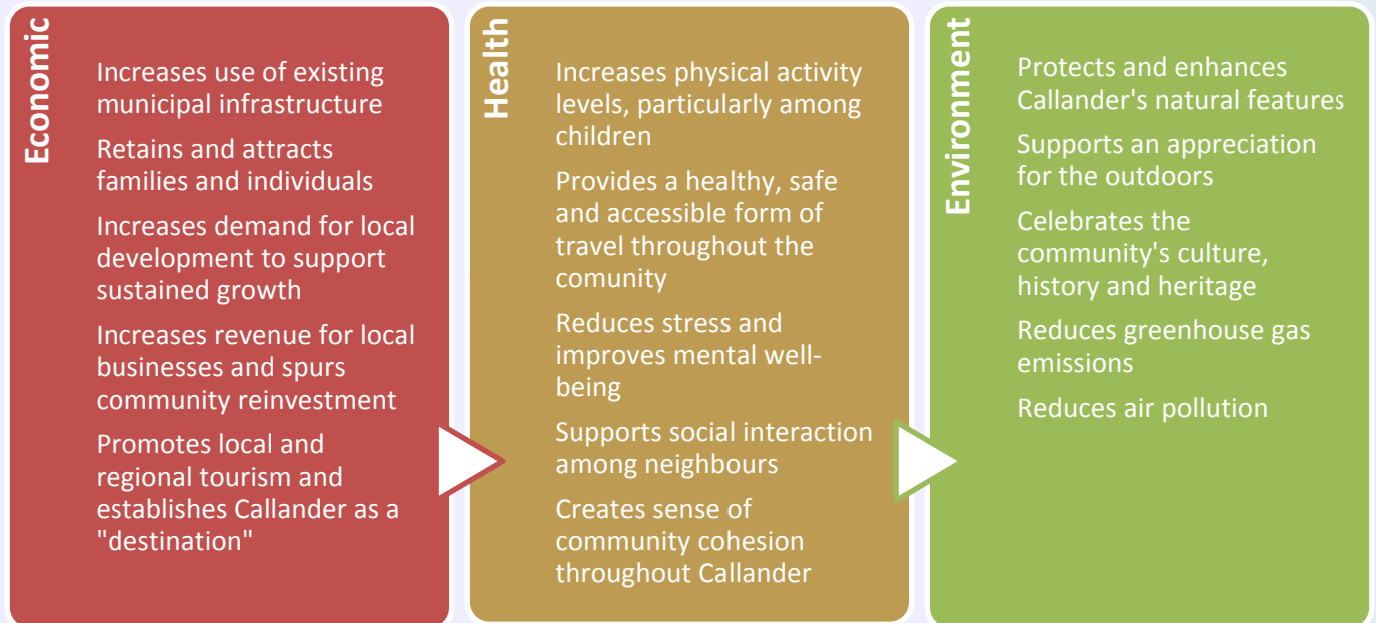 Economic
Increases use of existing
municipal infrastructure
Retains and attracts
families and individuals
Increases demand for local
development to support
sustained growth
Increases revenue for local
businesses and spurs
community reinvestment
Promotes local and
regional tourism and
establishes Callander as a
"destination"
Health
Increases physical activity
levels, particularly among
children
Provides a healthy, safe
and accessible form of
travel throughout the
comunity
Reduces stress and
improves mental well-
being
Supports social interaction
among neighbours
Creates sense of
community cohesion
throughout Callander
Environment
Protects and enhances
Callander's natural features
Supports an appreciation
for the outdoors
Celebrates the
community's culture,
history and heritage
Reduces greenhouse gas
emissions
Reduces air pollution